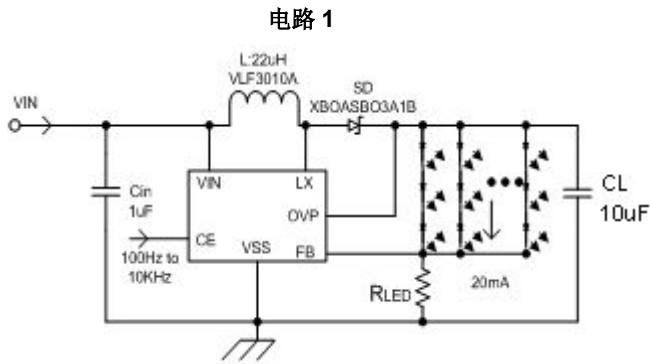 电路 1
L:22uH
VLF3010A
SD
XBOASBO3A1B
VIN
VIN
LX
Cin
1uF
OVP
CL
10uF
CE
VSS
FB
100Hz to
10KHz
RLED
20mA